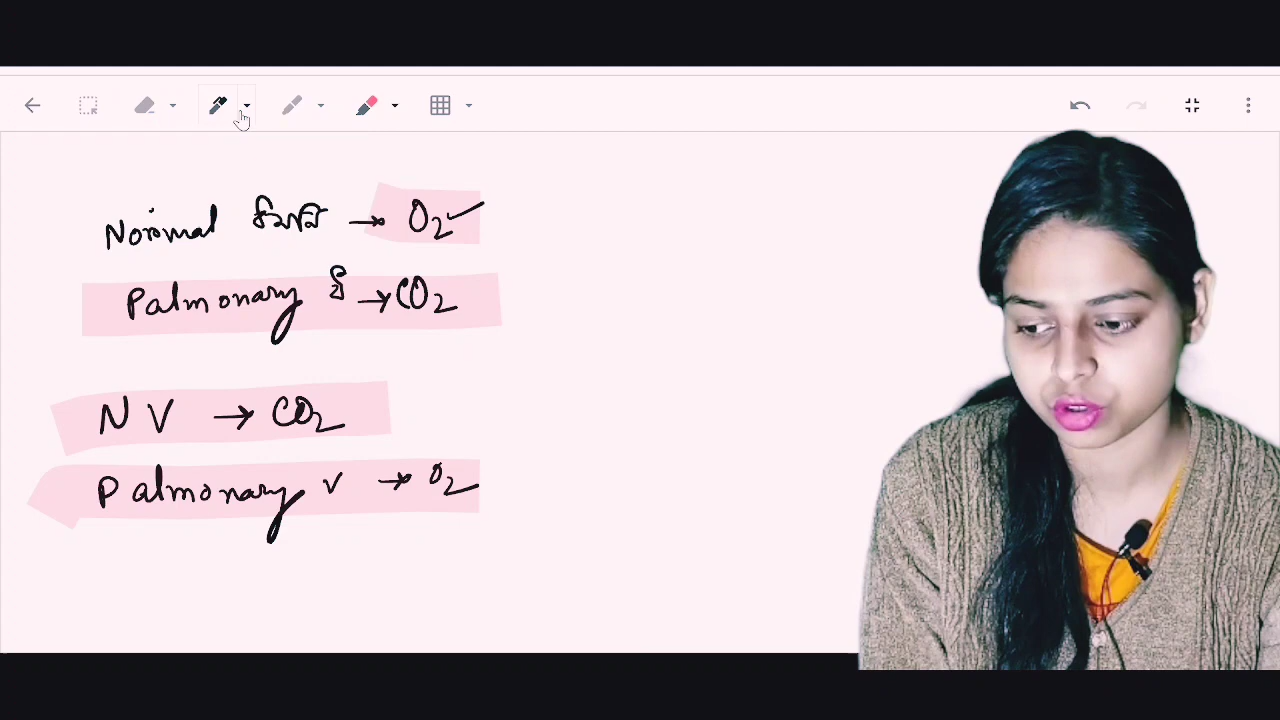 Normal → O2 ✓
Palmonary → CO2
N V → CO2
Palmonary v → O2